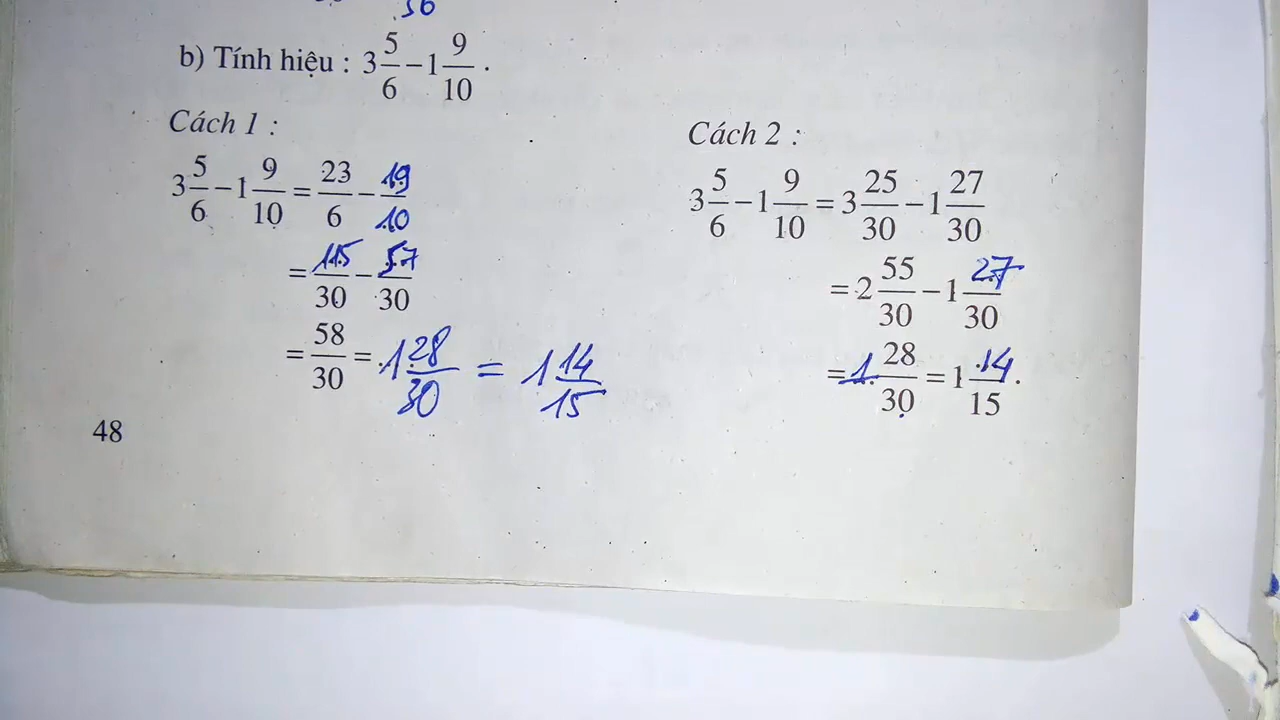 36
b) Tính hiệu : 3 5/6 − 1 9/10 .
Cách 1 :
3 5/6 − 1 9/10 = 23/6 − 19/10
= 115/30 − 57/30
= 58/30 = 1 28/30 = 1 14/15
Cách 2 :
3 5/6 − 1 9/10 = 3 25/30 − 1 27/30
= 2 55/30 − 1 27/30
= 1 28/30 = 1 14/15 .
48